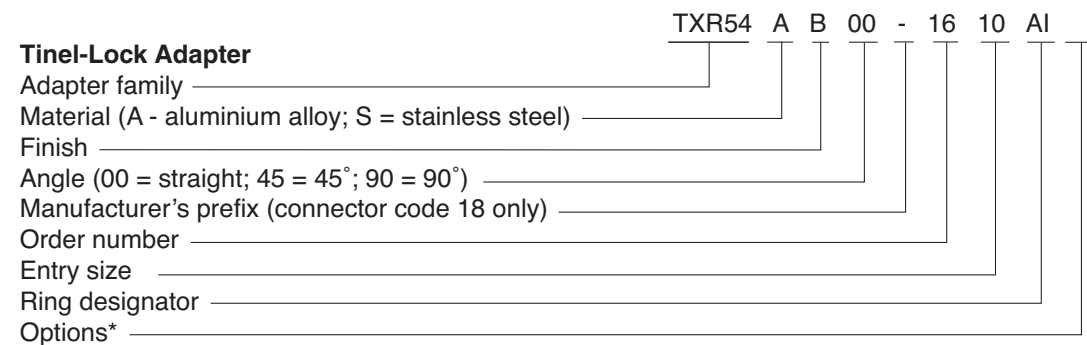 TXR54 A B 00 - 16 10 AI
Tinel-Lock Adapter
Adapter family
Material (A - aluminium alloy; S = stainless steel)
Finish
Angle (00 = straight; 45 = 45˚; 90 = 90˚)
Manufacturer's prefix (connector code 18 only)
Order number
Entry size
Ring designator
Options*